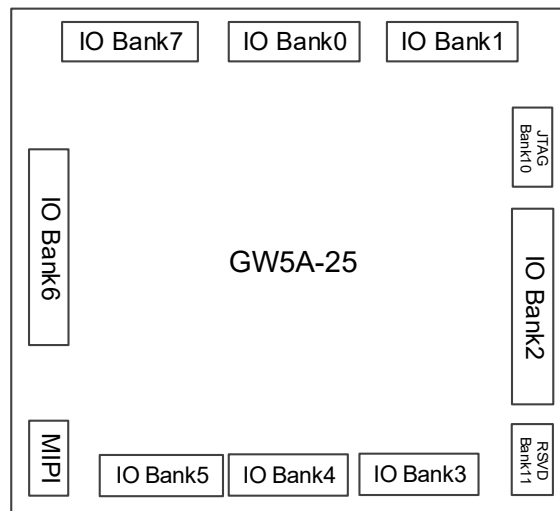 IO Bank7
IO Bank0
IO Bank1
JTAG
Bank10
IO Bank6
GW5A-25
IO Bank2
MIPI
IO Bank5
IO Bank4
IO Bank3
RSVD
Bank11